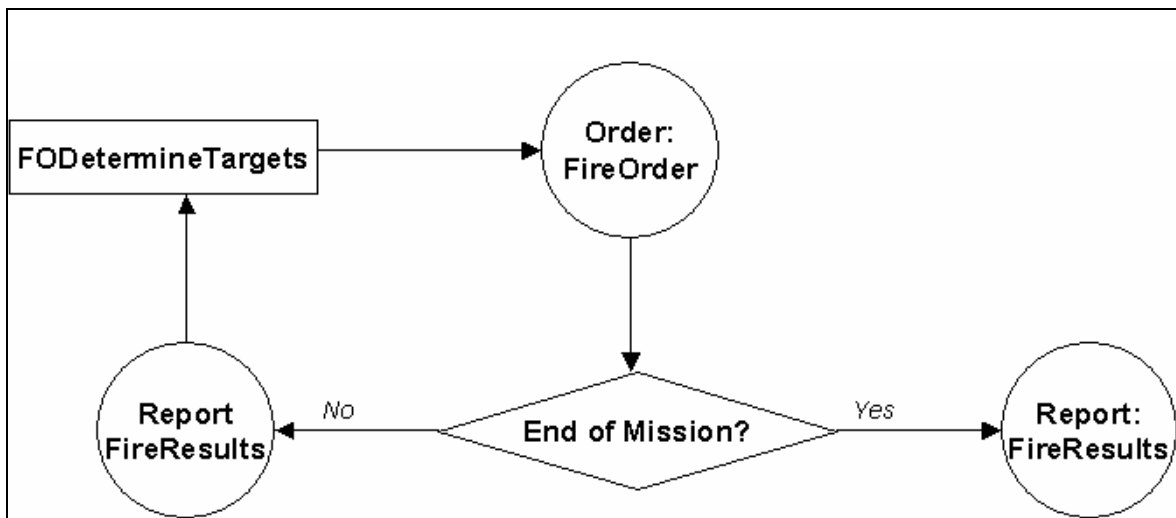 Order:
FireOrder
FODetermineTargets
No
Yes
Report
FireResults
End of Mission?
Report:
FireResults